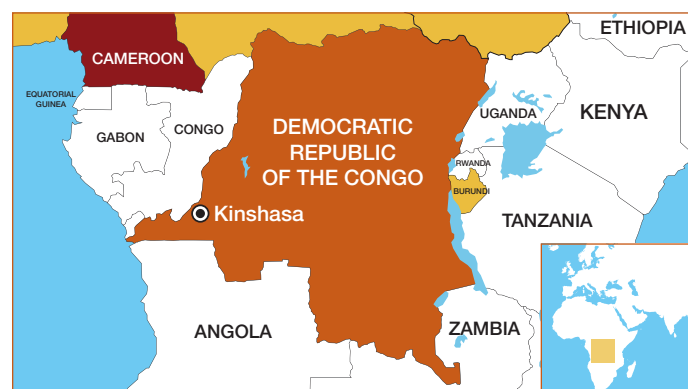 ETHIOPIA
CAMEROON
EQUATORIAL
GUINEA
GABON
CONGO
DEMOCRATIC
REPUBLIC
OF THE CONGO
UGANDA
KENYA
RWANDA
BURUNDI
Kinshasa
TANZANIA
ANGOLA
ZAMBIA